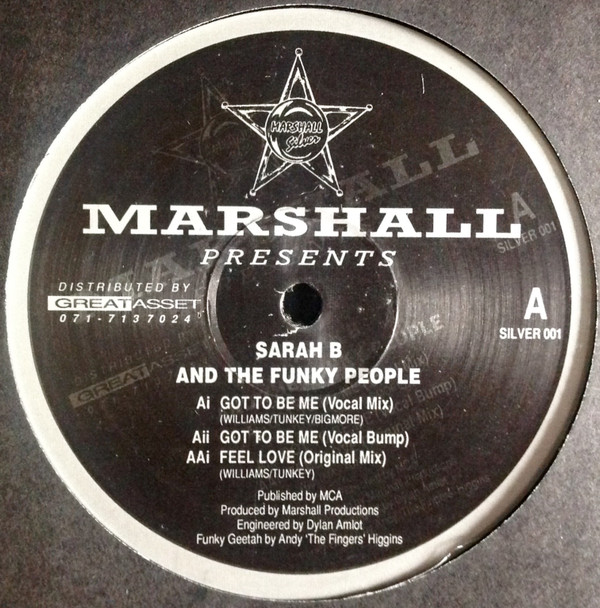 MARSHALL
Silver
MARSHALL
PRESENTS
DISTRIBUTED BY
GREAT ASSET
071-7137024
A
SILVER 001
SARAH B
AND THE FUNKY PEOPLE
Ai GOT TO BE ME (Vocal Mix)
(WILLIAMS/TUNKEY/BIGMORE)
Aii GOT TO BE ME (Vocal Bump)
AAi FEEL LOVE (Original Mix)
(WILLIAMS/TUNKEY)
Published by MCA
Produced by Marshall Productions
Engineered by Dylan Amlot
Funky Geetah by Andy 'The Fingers' Higgins